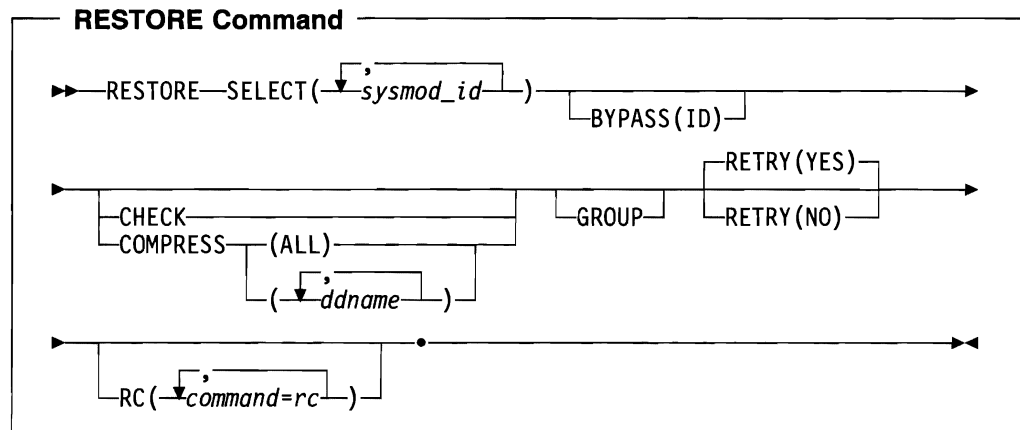 RESTORE Command
,
RESTORE SELECT( sysmod_id )
BYPASS(ID)
RETRY(YES)
CHECK
GROUP
RETRY(NO)
COMPRESS (ALL)
,
( ddname )
,
RC( command=rc )